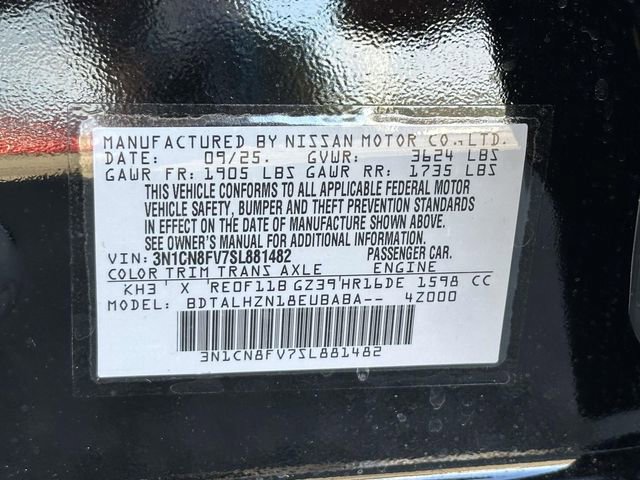 MANUFACTURED BY NISSAN MOTOR CO., LTD.
DATE: 09/25. GVWR: 3624 LBS
GAWR FR: 1905 LBS GAWR RR: 1735 LBS
THIS VEHICLE CONFORMS TO ALL APPLICABLE FEDERAL MOTOR
VEHICLE SAFETY, BUMPER AND THEFT PREVENTION STANDARDS
IN EFFECT ON THE DATE OF MANUFACTURE SHOWN ABOVE.
SEE OWNER'S MANUAL FOR ADDITIONAL INFORMATION.
VIN: 3N1CN8FV7SL881482 PASSENGER CAR.
COLOR TRIM TRANS AXLE ENGINE
KH3 ' X 'RE0F11B GZ39'HR16DE 1598 CC
MODEL: BDTALHZN18EUBABA-- 4Z000
3N1CN8FV7SL881482